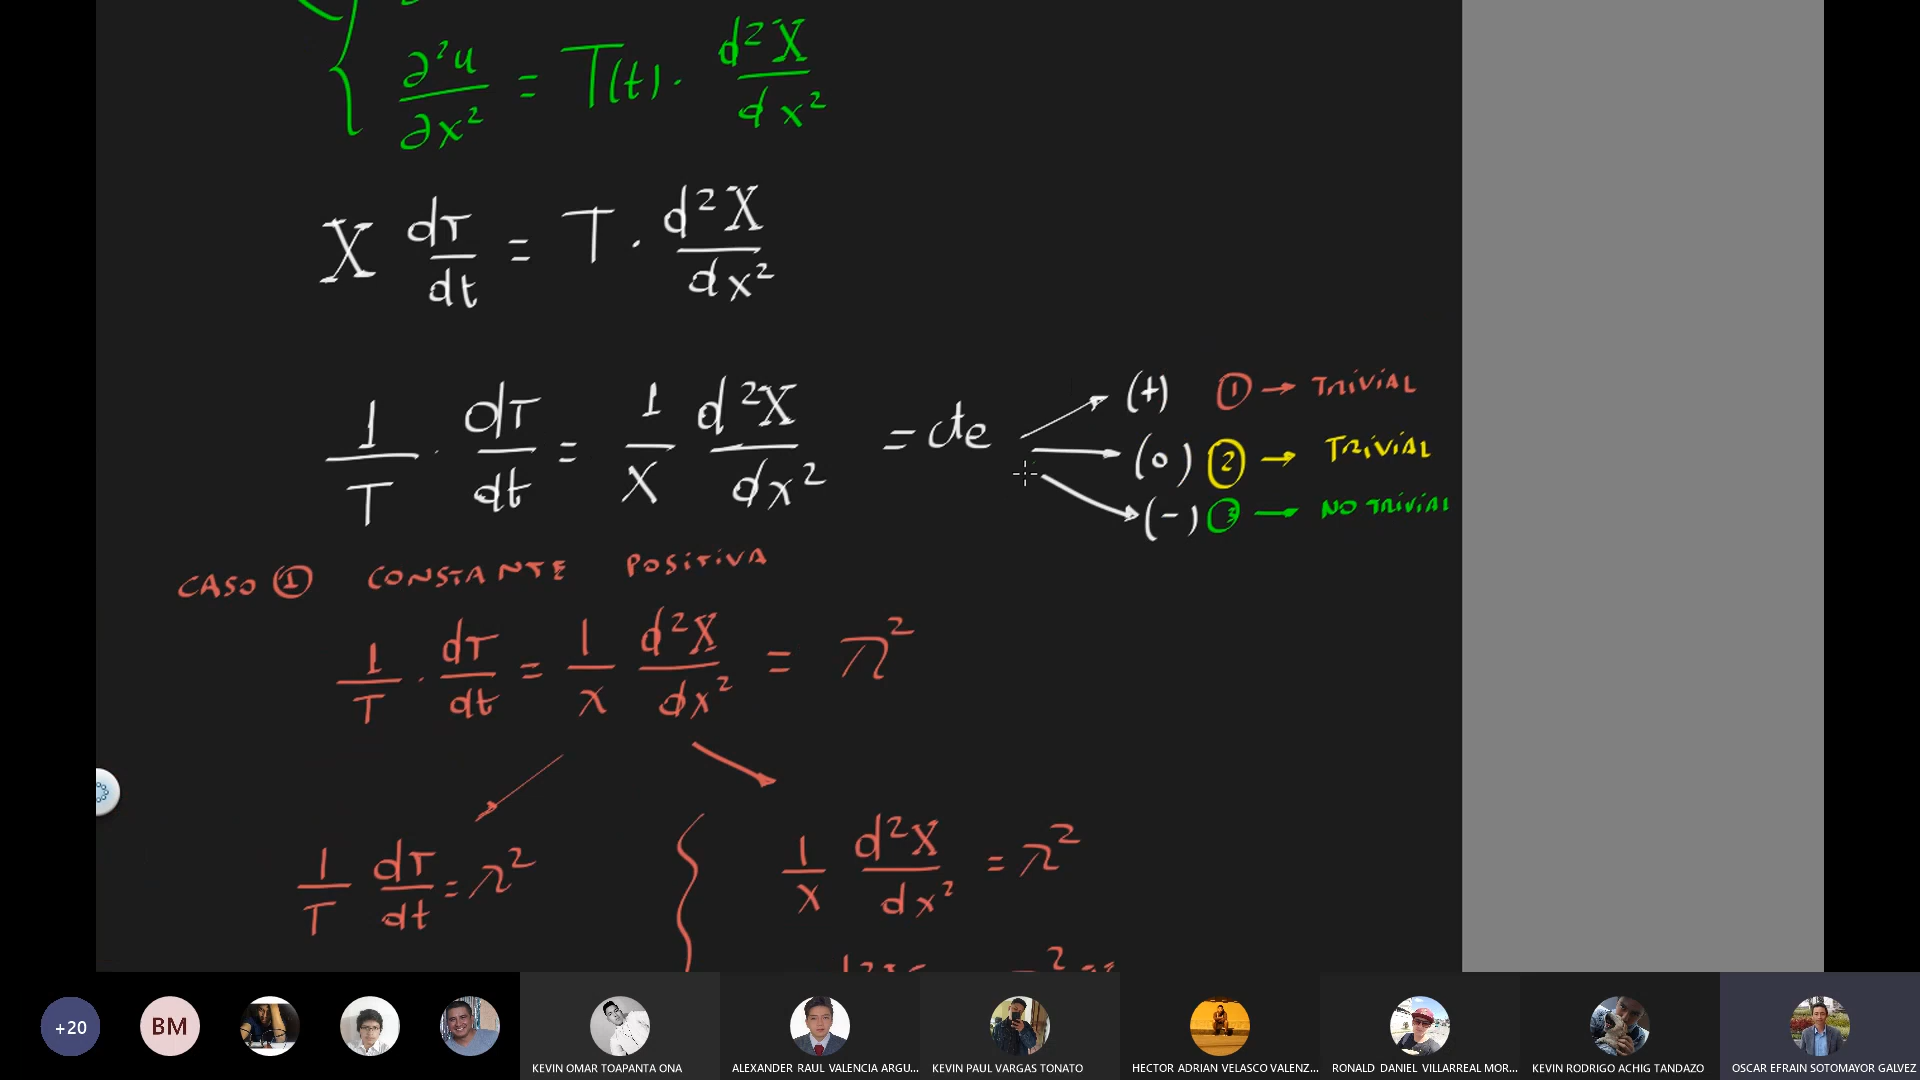 ∂²u/∂x² = T(t) · d²X/dx²
X dT/dt = T · d²X/dx²
1/T · dT/dt = 1/X d²X/dx² = cte
(+) ① → TRIVIAL
(0) ② → TRIVIAL
(-) ③ → NO TRIVIAL
CASO ① CONSTANTE POSITIVA
1/T · dT/dt = 1/X d²X/dx² = λ²
1/T dT/dt = λ²
1/X d²X/dx² = λ²
+20
BM
KEVIN OMAR TOAPANTA ONA
ALEXANDER RAUL VALENCIA ARGU...
KEVIN PAUL VARGAS TONATO
HECTOR ADRIAN VELASCO VALENZ...
RONALD DANIEL VILLARREAL MOR...
KEVIN RODRIGO ACHIG TANDAZO
OSCAR EFRAIN SOTOMAYOR GALVEZ